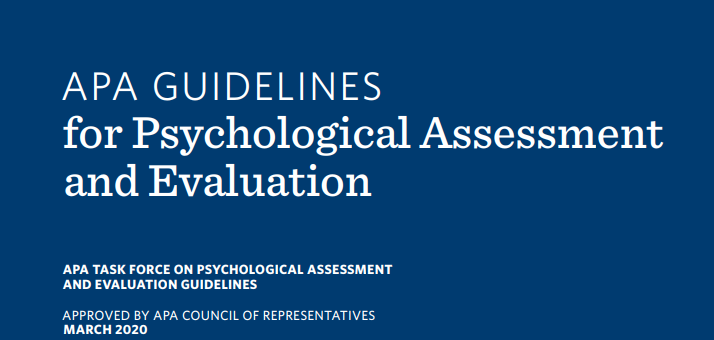 APA GUIDELINES
for Psychological Assessment
and Evaluation
APA TASK FORCE ON PSYCHOLOGICAL ASSESSMENT
AND EVALUATION GUIDELINES
APPROVED BY APA COUNCIL OF REPRESENTATIVES
MARCH 2020